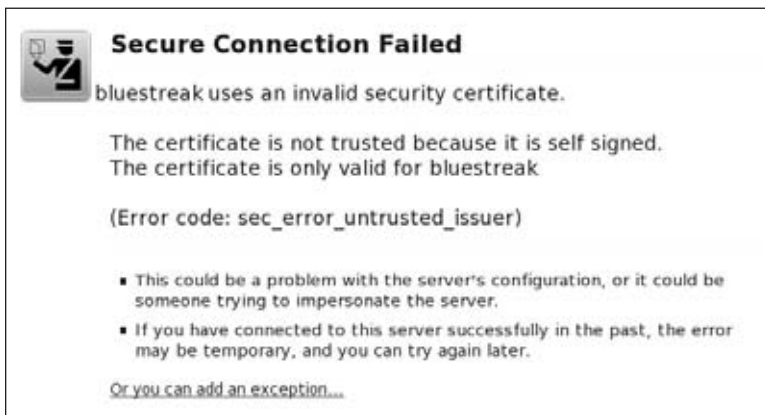 Secure Connection Failed
bluestreak uses an invalid security certificate.
The certificate is not trusted because it is self signed.
The certificate is only valid for bluestreak
(Error code: sec_error_untrusted_issuer)
▪ This could be a problem with the server's configuration, or it could be
someone trying to impersonate the server.
▪ If you have connected to this server successfully in the past, the error
may be temporary, and you can try again later.
Or you can add an exception...